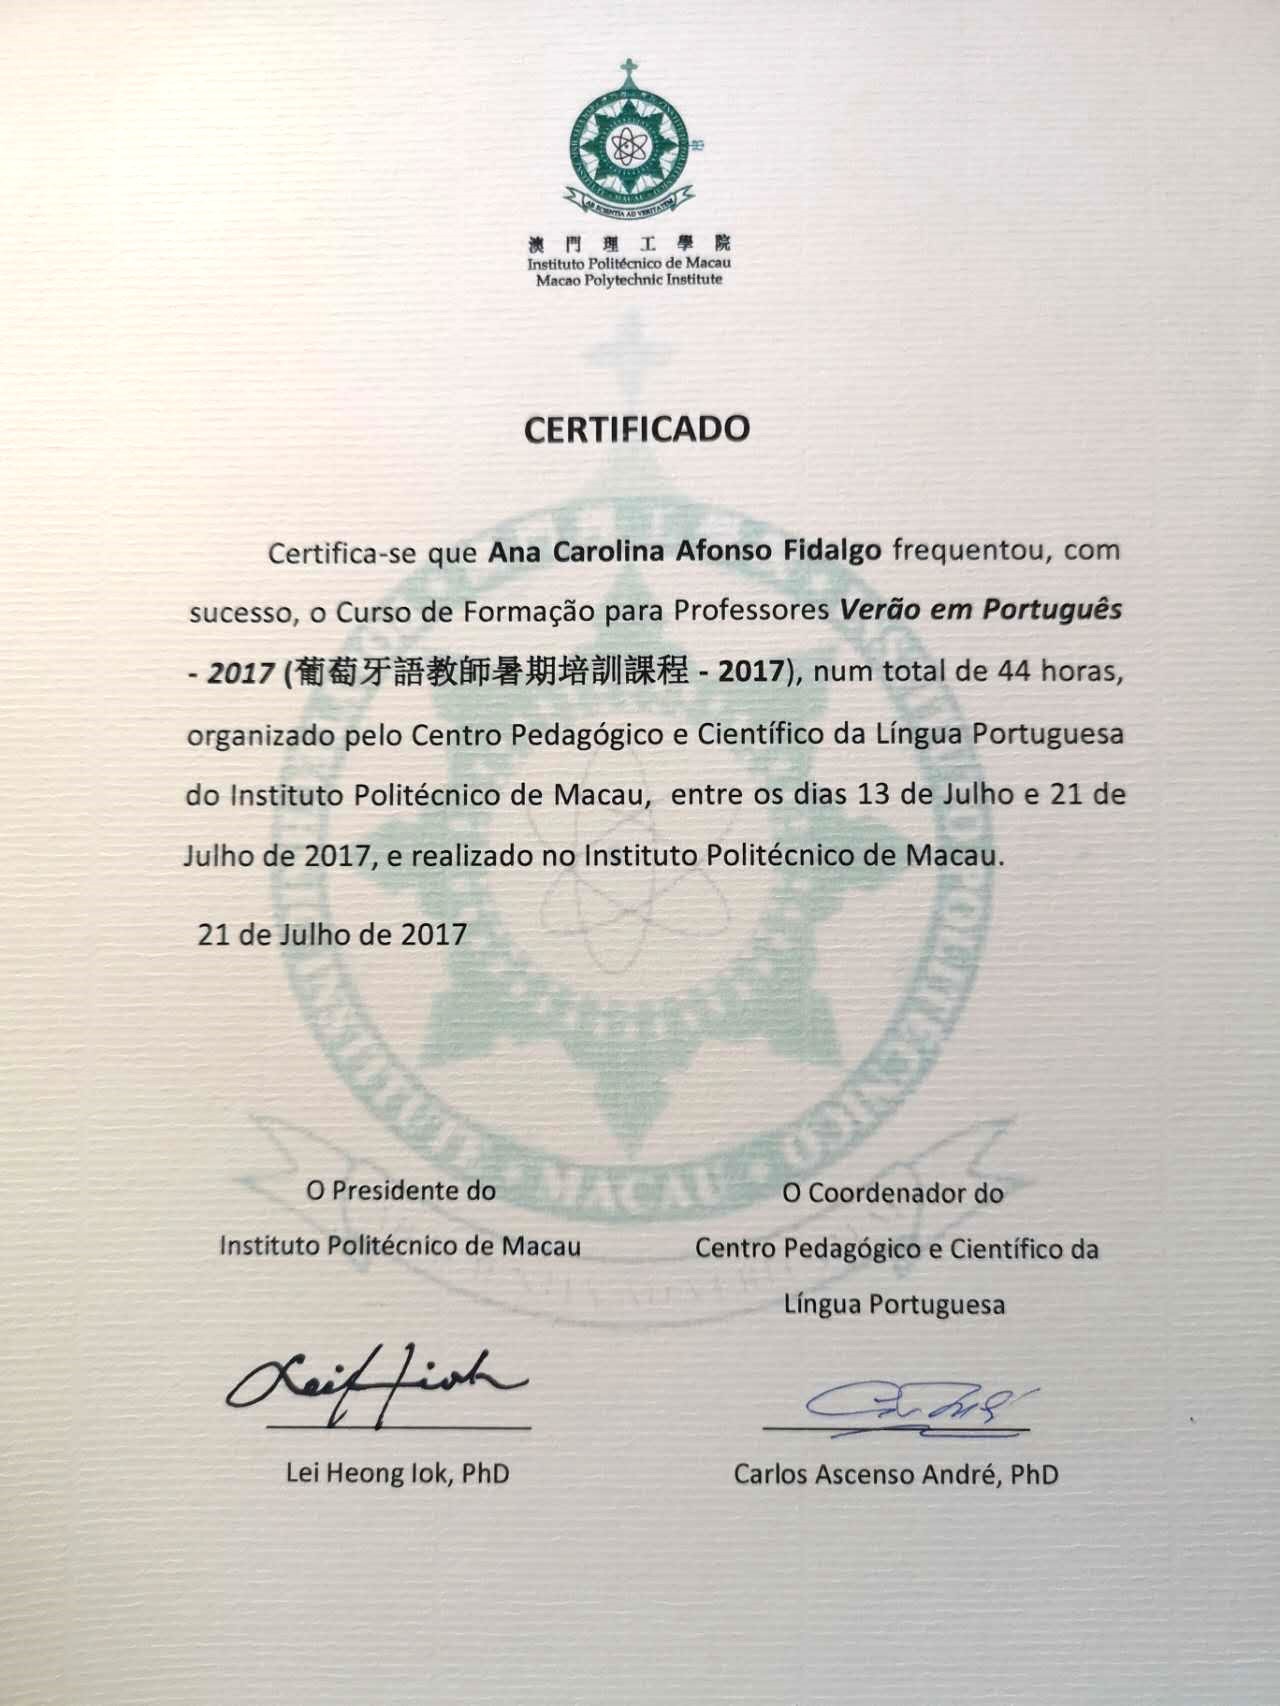 AB SCIENTIA AD VERITATEM
澳門理工學院
Instituto Politécnico de Macau
Macao Polytechnic Institute
CERTIFICADO
Certifica-se que Ana Carolina Afonso Fidalgo frequentou, com
sucesso, o Curso de Formação para Professores Verão em Português
- 2017 (葡萄牙語教師暑期培訓課程 - 2017), num total de 44 horas,
organizado pelo Centro Pedagógico e Científico da Língua Portuguesa
do Instituto Politécnico de Macau, entre os dias 13 de Julho e 21 de
Julho de 2017, e realizado no Instituto Politécnico de Macau.
21 de Julho de 2017
O Presidente do
Instituto Politécnico de Macau
O Coordenador do
Centro Pedagógico e Científico da
Língua Portuguesa
Lei Heong Iok, PhD
Carlos Ascenso André, PhD